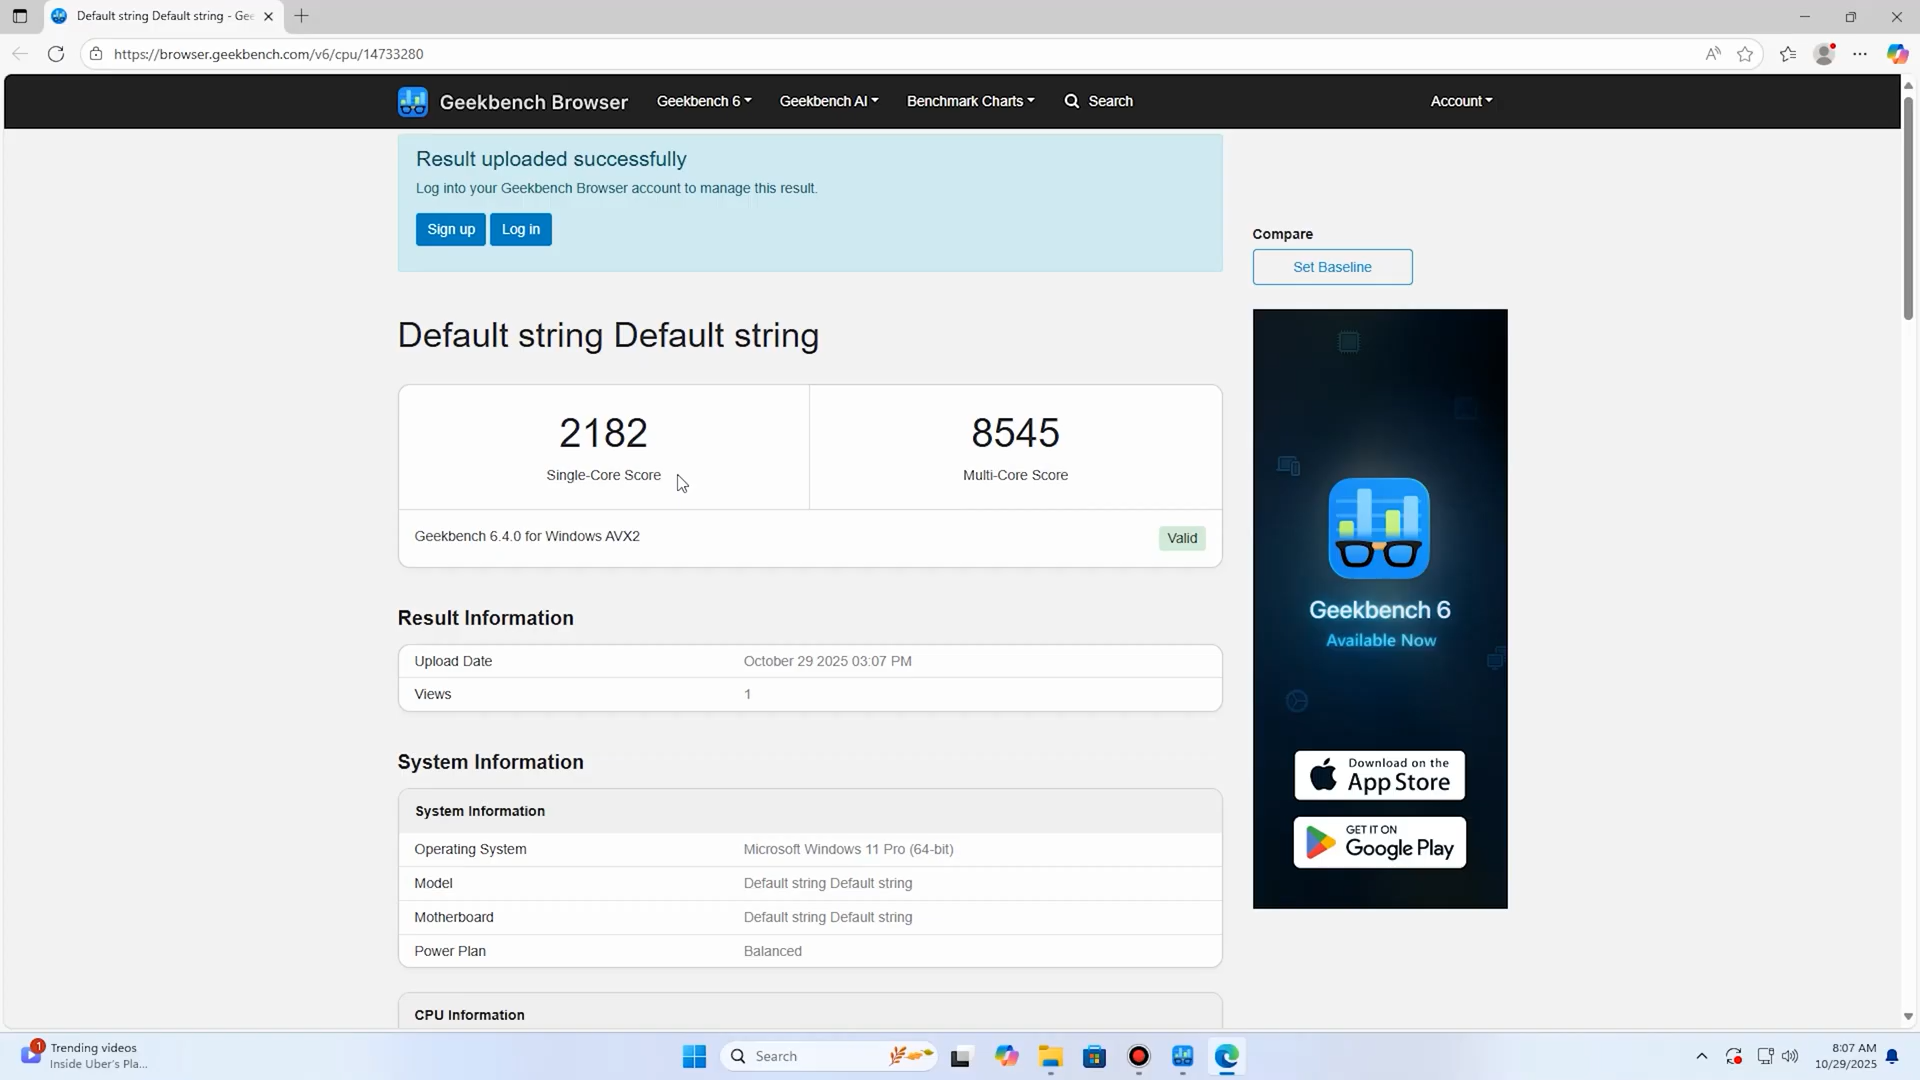 Default string Default string - Gee
https://browser.geekbench.com/v6/cpu/14733280
Geekbench Browser
Geekbench 6
Geekbench AI
Benchmark Charts
Search
Account
Result uploaded successfully
Log into your Geekbench Browser account to manage this result.
Sign up
Log in
Compare
Set Baseline
Default string Default string
2182
Single-Core Score
8545
Multi-Core Score
Geekbench 6.4.0 for Windows AVX2
Valid
Result Information
Upload Date
October 29 2025 03:07 PM
Views
1
System Information
System Information
Operating System
Microsoft Windows 11 Pro (64-bit)
Model
Default string Default string
Motherboard
Default string Default string
Power Plan
Balanced
CPU Information
Geekbench 6
Available Now
Download on the
App Store
GET IT ON
Google Play
1
Trending videos
Inside Uber's Pla...
Search
8:07 AM
10/29/2025